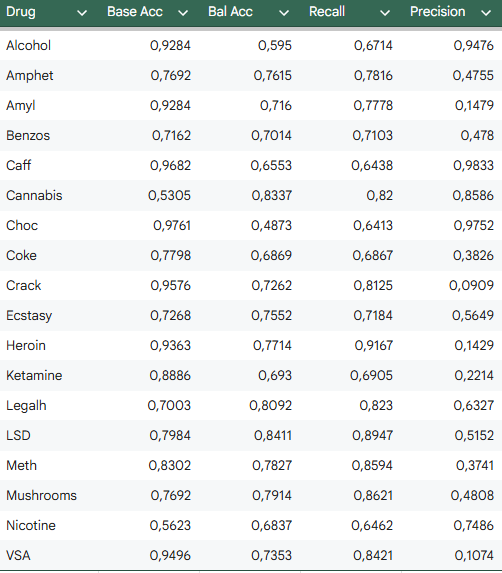 Drug Base Acc Bal Acc Recall Precision
Alcohol 0,9284 0,595 0,6714 0,9476
Amphet 0,7692 0,7615 0,7816 0,4755
Amyl 0,9284 0,716 0,7778 0,1479
Benzos 0,7162 0,7014 0,7103 0,478
Caff 0,9682 0,6553 0,6438 0,9833
Cannabis 0,5305 0,8337 0,82 0,8586
Choc 0,9761 0,4873 0,6413 0,9752
Coke 0,7798 0,6869 0,6867 0,3826
Crack 0,9576 0,7262 0,8125 0,0909
Ecstasy 0,7268 0,7552 0,7184 0,5649
Heroin 0,9363 0,7714 0,9167 0,1429
Ketamine 0,8886 0,693 0,6905 0,2214
Legalh 0,7003 0,8092 0,823 0,6327
LSD 0,7984 0,8411 0,8947 0,5152
Meth 0,8302 0,7827 0,8594 0,3741
Mushrooms 0,7692 0,7914 0,8621 0,4808
Nicotine 0,5623 0,6837 0,6462 0,7486
VSA 0,9496 0,7353 0,8421 0,1074